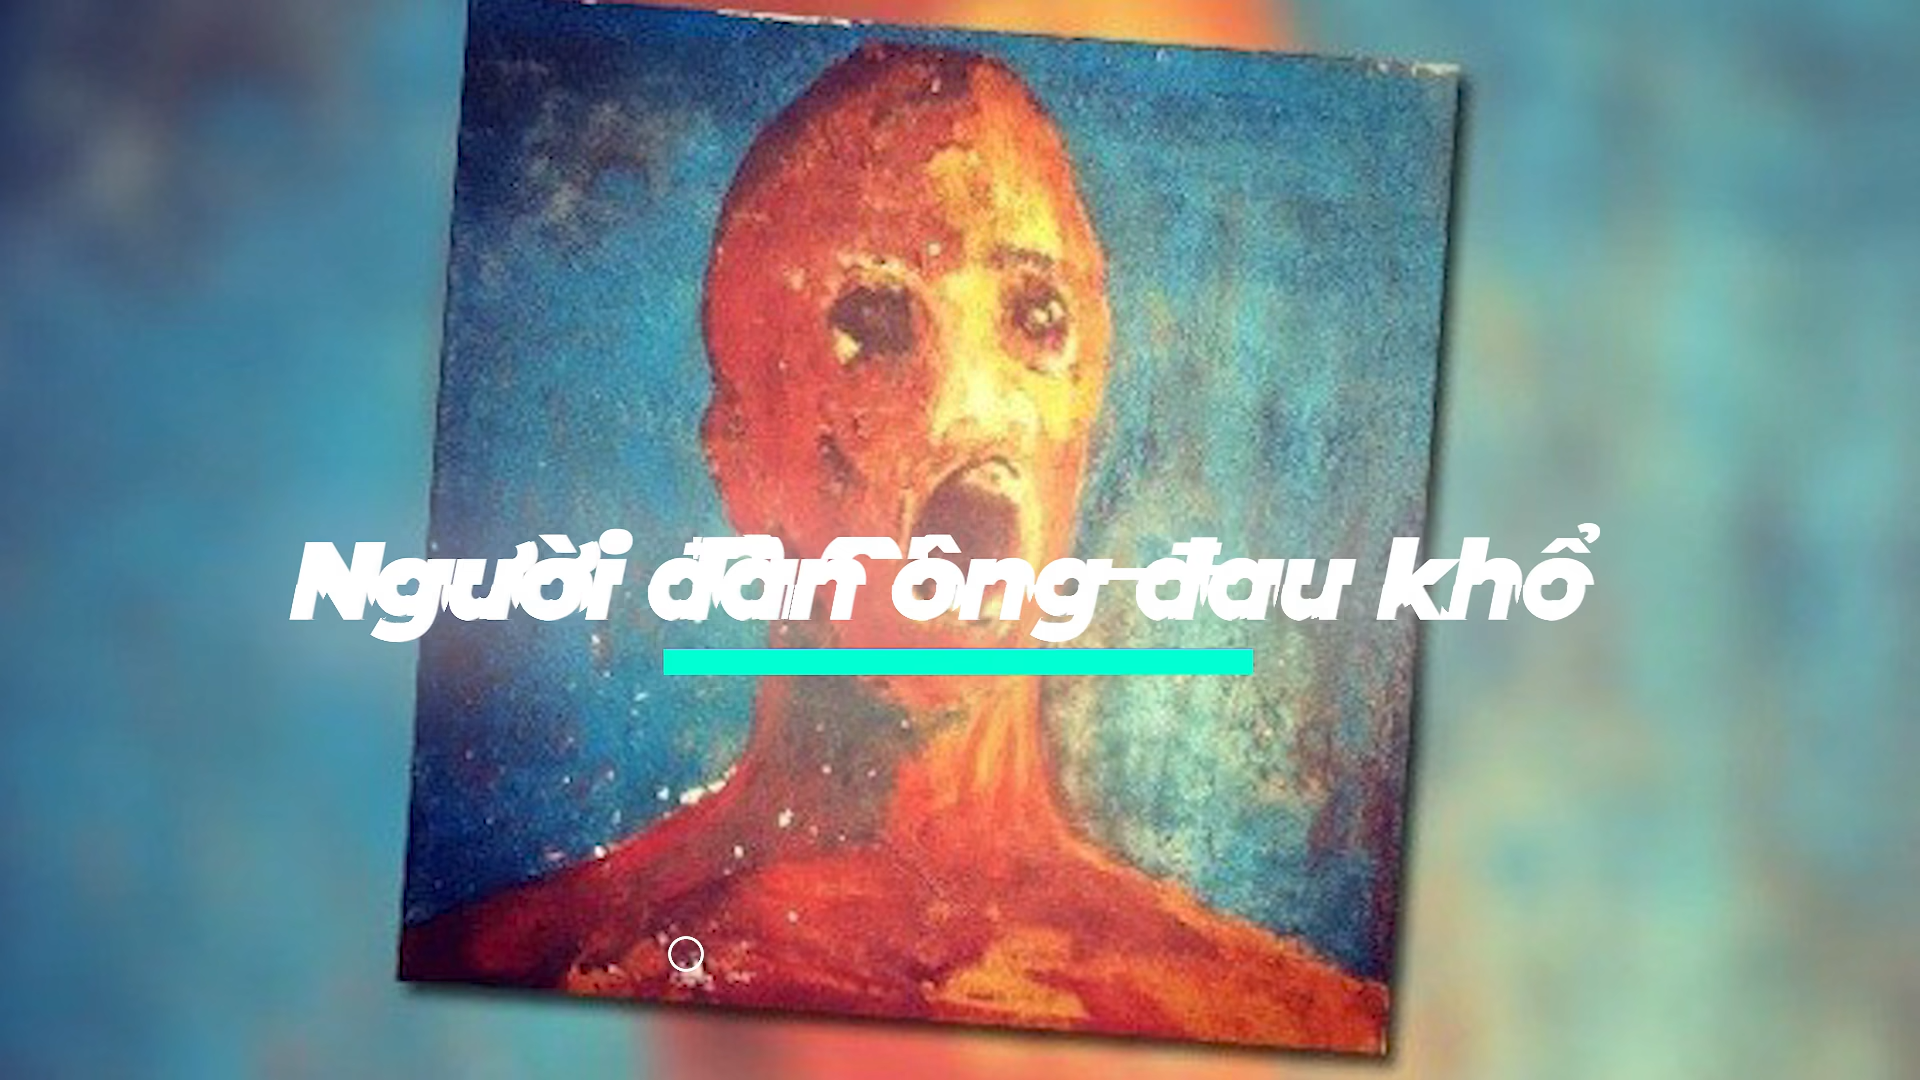 Người đàn ông đau khổ